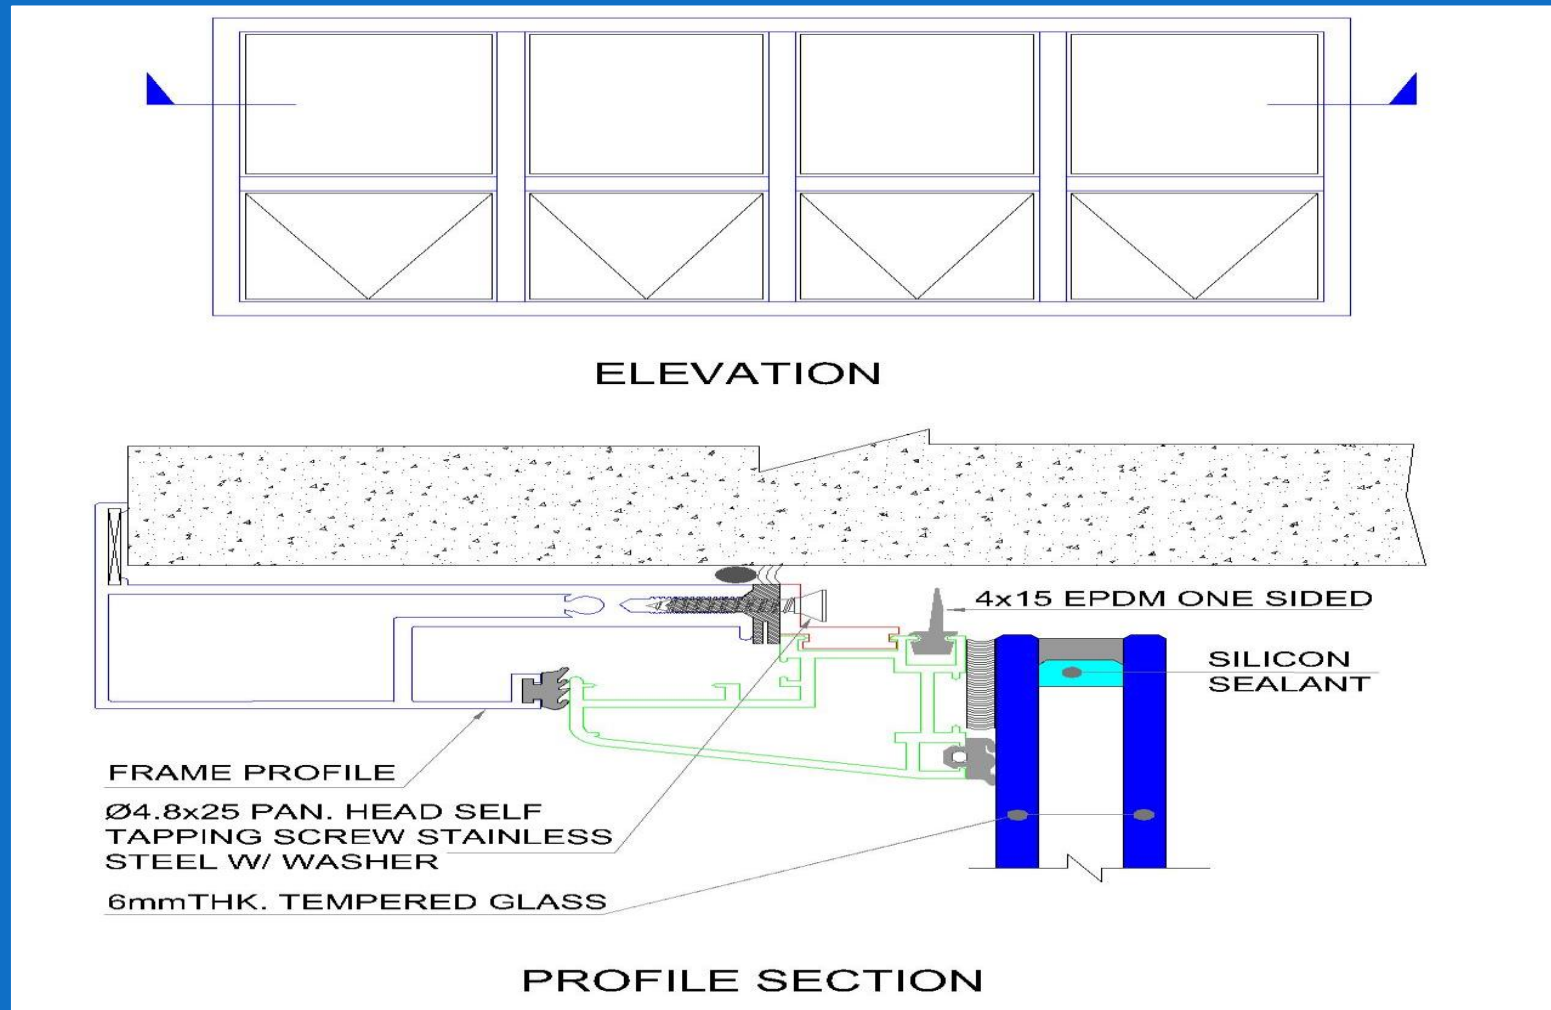 ELEVATION
4x15 EPDM ONE SIDED
SILICON
SEALANT
FRAME PROFILE
Ø4.8x25 PAN. HEAD SELF
TAPPING SCREW STAINLESS
STEEL W/ WASHER
6mmTHK. TEMPERED GLASS
PROFILE SECTION